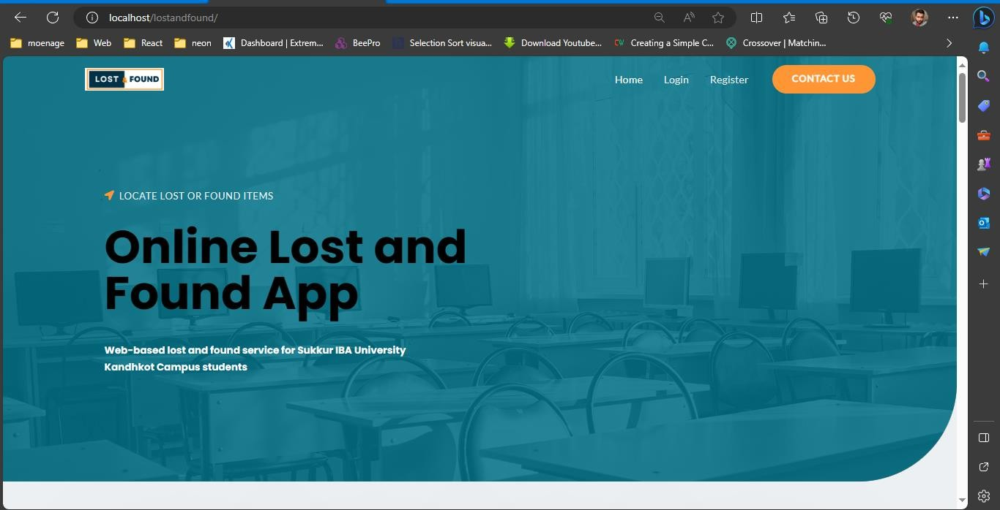 localhost/lostandfound/
moenage
Web
React
neon
Dashboard | Extrem...
BeePro
Selection Sort visua...
Download Youtube...
CW
Creating a Simple C...
Crossover | Matchin...
LOST & FOUND
Home
Login
Register
CONTACT US
LOCATE LOST OR FOUND ITEMS
Online Lost and
Found App
Web-based lost and found service for Sukkur IBA University
Kandhkot Campus students